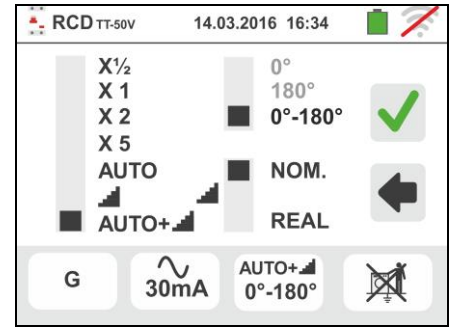 RCD TT-50V 14.03.2016 16:34
X½ 0°
X 1 180°
X 2 0°-180°
X 5
AUTO NOM.
AUTO+ REAL
G 30mA AUTO+ 0°-180°